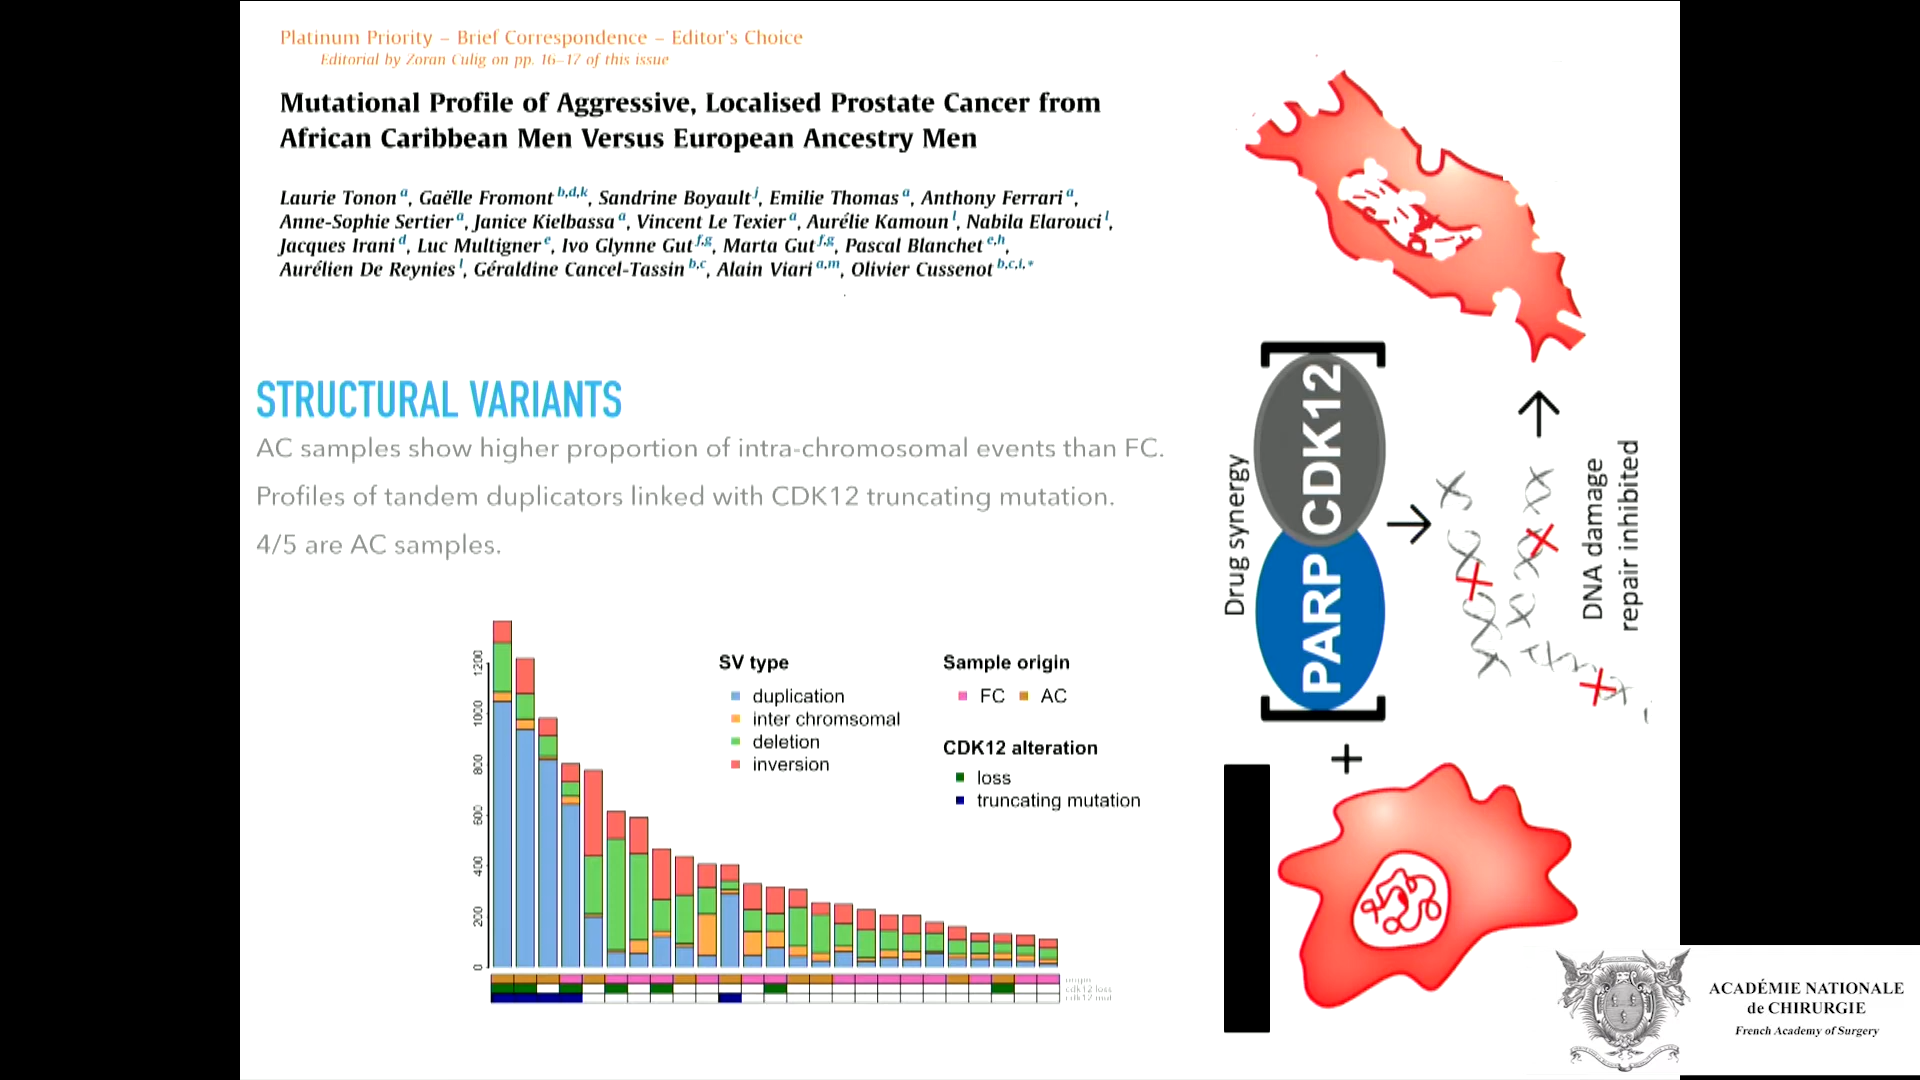 Platinum Priority – Brief Correspondence – Editor's Choice
Editorial by Zoran Culig on pp. 16–17 of this issue
Mutational Profile of Aggressive, Localised Prostate Cancer from
African Caribbean Men Versus European Ancestry Men
Laurie Tonon a, Gaëlle Fromont b,d,k, Sandrine Boyault j, Emilie Thomas a, Anthony Ferrari a,
Anne-Sophie Sertier a, Janice Kielbassa a, Vincent Le Texier a, Aurélie Kamoun l, Nabila Elarouci l,
Jacques Irani d, Luc Multigner e, Ivo Glynne Gut f,g, Marta Gut f,g, Pascal Blanchet e,h,
Aurélien De Reynies l, Géraldine Cancel-Tassin b,c, Alain Viari a,m, Olivier Cussenot b,c,i,*
STRUCTURAL VARIANTS
AC samples show higher proportion of intra-chromosomal events than FC.
Profiles of tandem duplicators linked with CDK12 truncating mutation.
4/5 are AC samples.
1200
1000
800
600
400
200
0
SV type
duplication
inter chromsomal
deletion
inversion
Sample origin
FC
AC
CDK12 alteration
loss
truncating mutation
origin
cdk12 loss
cdk12 mut
Drug synergy
PARP
CDK12
DNA damage
repair inhibited
+
ACADÉMIE NATIONALE
de CHIRURGIE
French Academy of Surgery